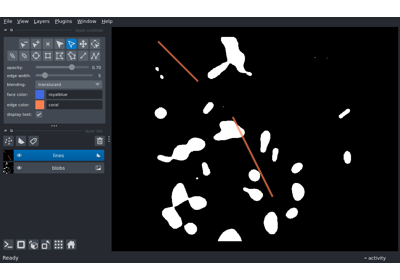 File View Layers Plugins Window Help
opacity: 0.70
edge width: 5
blending: translucent
face color: royalblue
edge color: coral
display text:
lines
blobs
Ready
activity